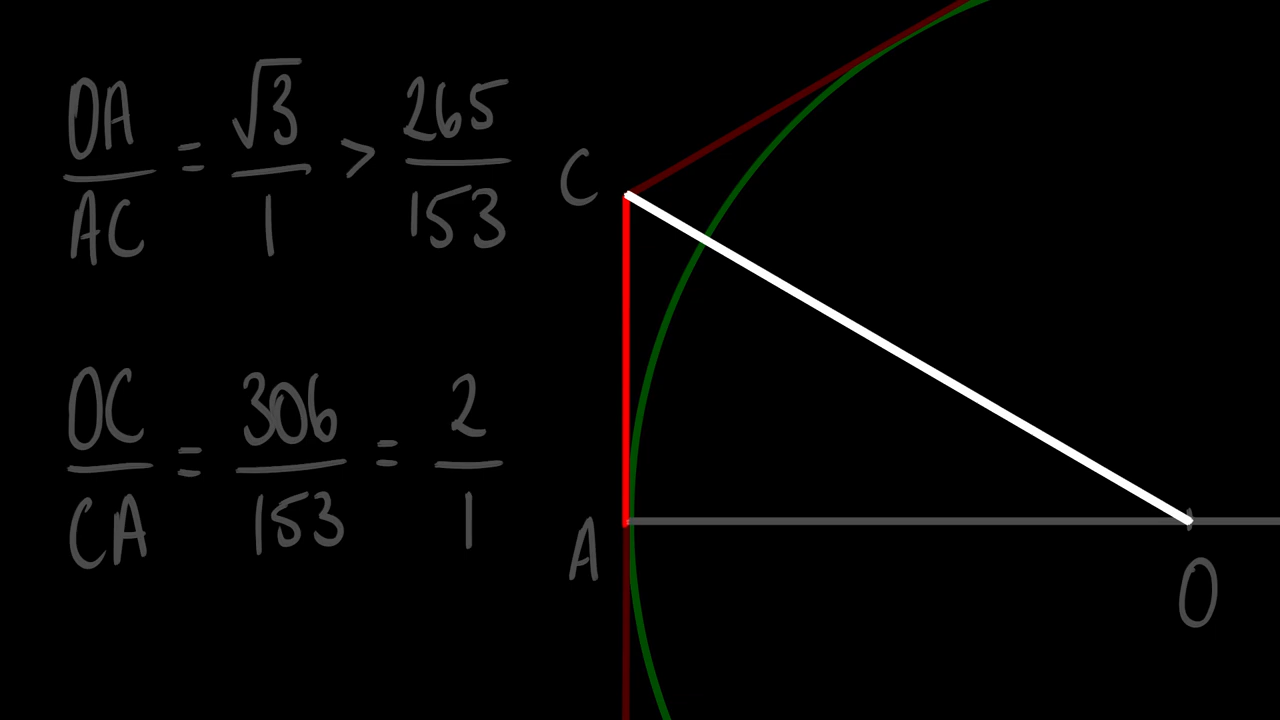 OA/AC = √3/1 > 265/153
OC/CA = 306/153 = 2/1
C
A
O